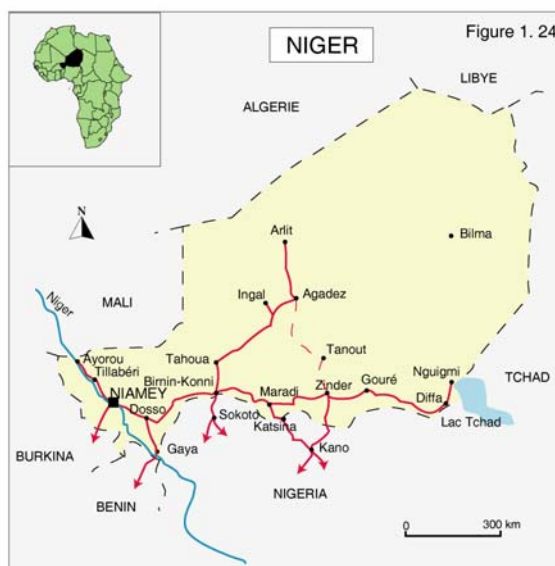 Figure 1. 24
NIGER
LIBYE
ALGERIE
N
Arlit
Bilma
Niger
MALI
Ingal
Agadez
Ayorou
Tillabéri
Tahoua
Tanout
Nguigmi
TCHAD
NIAMEY
Birnin-Konni
Maradi
Zinder
Gouré
Diffa
Dosso
Sokoto
Katsina
Lac Tchad
BURKINA
Gaya
Kano
BENIN
NIGERIA
0
300 km